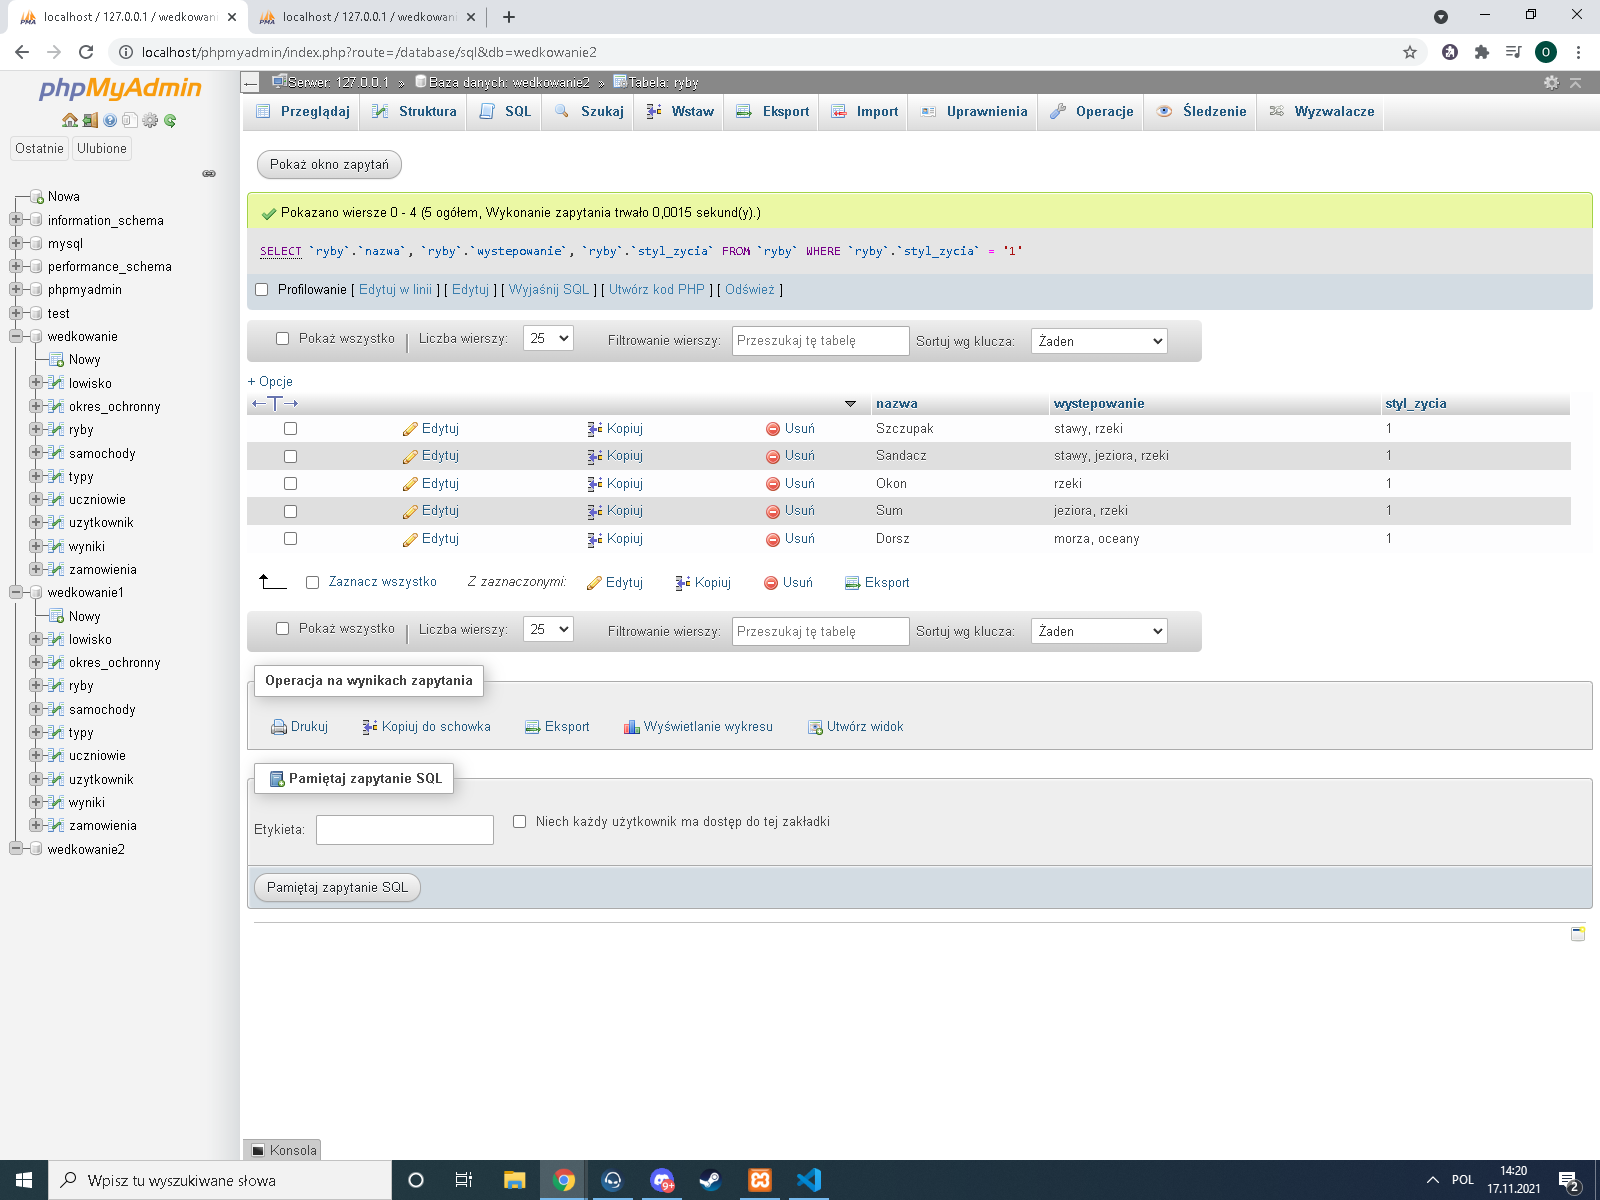 localhost / 127.0.0.1 / wedkowani
localhost / 127.0.0.1 / wedkowani
localhost/phpmyadmin/index.php?route=/database/sql&db=wedkowanie2
O
phpMyAdmin
Ostatnie
Ulubione
Nowa
information_schema
mysql
performance_schema
phpmyadmin
test
wedkowanie
Nowy
lowisko
okres_ochronny
ryby
samochody
typy
uczniowie
uzytkownik
wyniki
zamowienia
wedkowanie1
Nowy
lowisko
okres_ochronny
ryby
samochody
typy
uczniowie
uzytkownik
wyniki
zamowienia
wedkowanie2
Serwer: 127.0.0.1 » Baza danych: wedkowanie2 » Tabela: ryby
Przeglądaj Struktura SQL Szukaj Wstaw Eksport Import Uprawnienia Operacje Śledzenie Wyzwalacze
Pokaż okno zapytań
Pokazano wiersze 0 - 4 (5 ogółem, Wykonanie zapytania trwało 0,0015 sekund(y).)
SELECT `ryby`.`nazwa`, `ryby`.`wystepowanie`, `ryby`.`styl_zycia` FROM `ryby` WHERE `ryby`.`styl_zycia` = '1'
Profilowanie [ Edytuj w linii ] [ Edytuj ] [ Wyjaśnij SQL ] [ Utwórz kod PHP ] [ Odśwież ]
Pokaż wszystko Liczba wierszy: 25 Filtrowanie wierszy: Przeszukaj tę tabelę Sortuj wg klucza: Żaden
+ Opcje
←T→ nazwa wystepowanie styl_zycia
Edytuj Kopiuj Usuń Szczupak stawy, rzeki 1
Edytuj Kopiuj Usuń Sandacz stawy, jeziora, rzeki 1
Edytuj Kopiuj Usuń Okon rzeki 1
Edytuj Kopiuj Usuń Sum jeziora, rzeki 1
Edytuj Kopiuj Usuń Dorsz morza, oceany 1
Zaznacz wszystko Z zaznaczonymi: Edytuj Kopiuj Usuń Eksport
Pokaż wszystko Liczba wierszy: 25 Filtrowanie wierszy: Przeszukaj tę tabelę Sortuj wg klucza: Żaden
Operacja na wynikach zapytania
Drukuj Kopiuj do schowka Eksport Wyświetlanie wykresu Utwórz widok
Pamiętaj zapytanie SQL
Etykieta: Niech każdy użytkownik ma dostęp do tej zakładki
Pamiętaj zapytanie SQL
Konsola
Wpisz tu wyszukiwane słowa
9+
POL
14:20
17.11.2021
2